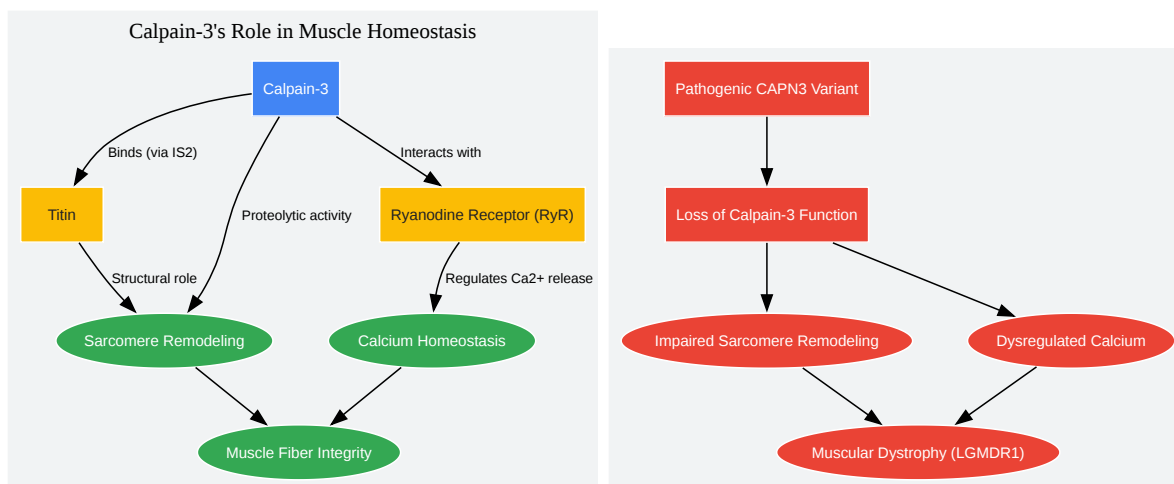 Calpain-3's Role in Muscle Homeostasis
Calpain-3
Binds (via IS2)
Interacts with
Titin
Proteolytic activity
Ryanodine Receptor (RyR)
Structural role
Regulates Ca2+ release
Sarcomere Remodeling
Calcium Homeostasis
Muscle Fiber Integrity
Pathogenic CAPN3 Variant
Loss of Calpain-3 Function
Impaired Sarcomere Remodeling
Dysregulated Calcium
Muscular Dystrophy (LGMDR1)